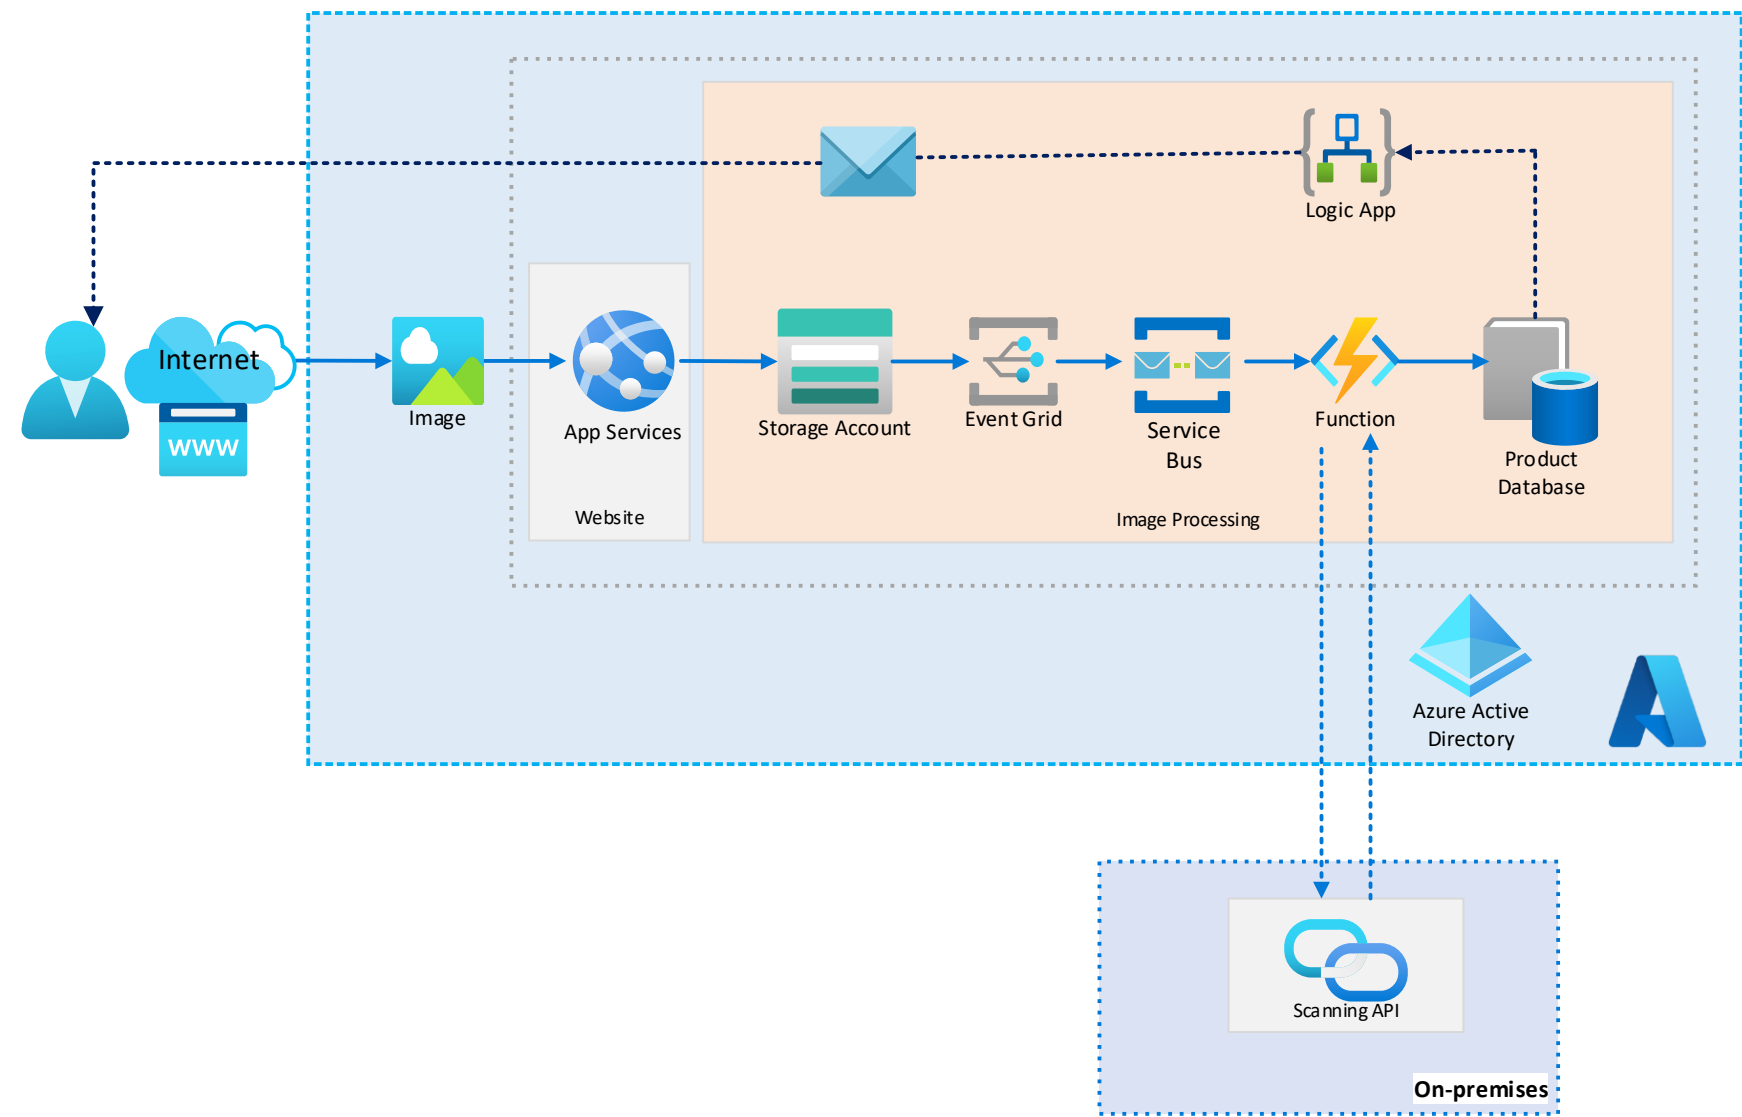 Logic App
Internet
www
Image
App Services
Storage Account
Event Grid
Service
Bus
Function
Product
Database
Website
Image Processing
Azure Active
Directory
Scanning API
On-premises